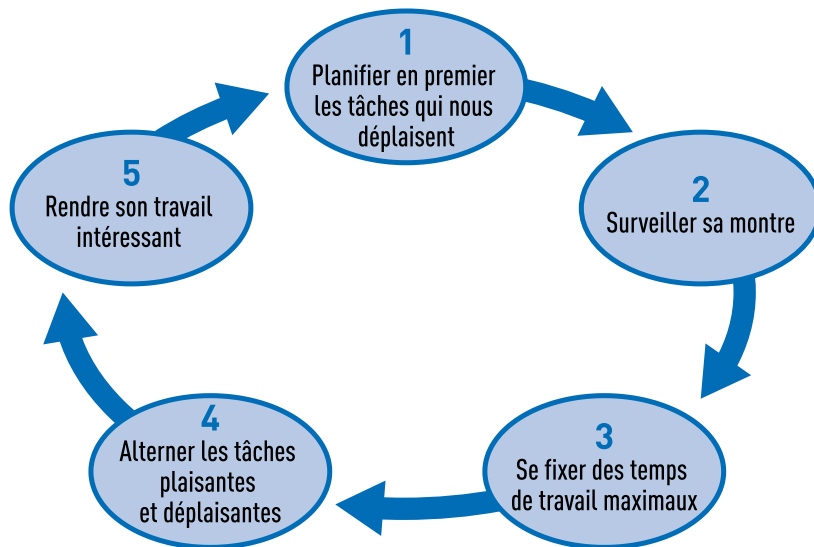 1
Planifier en premier
les tâches qui nous
déplaisent
2
Surveiller sa montre
3
Se fixer des temps
de travail maximaux
4
Alterner les tâches
plaisantes
et déplaisantes
5
Rendre son travail
intéressant